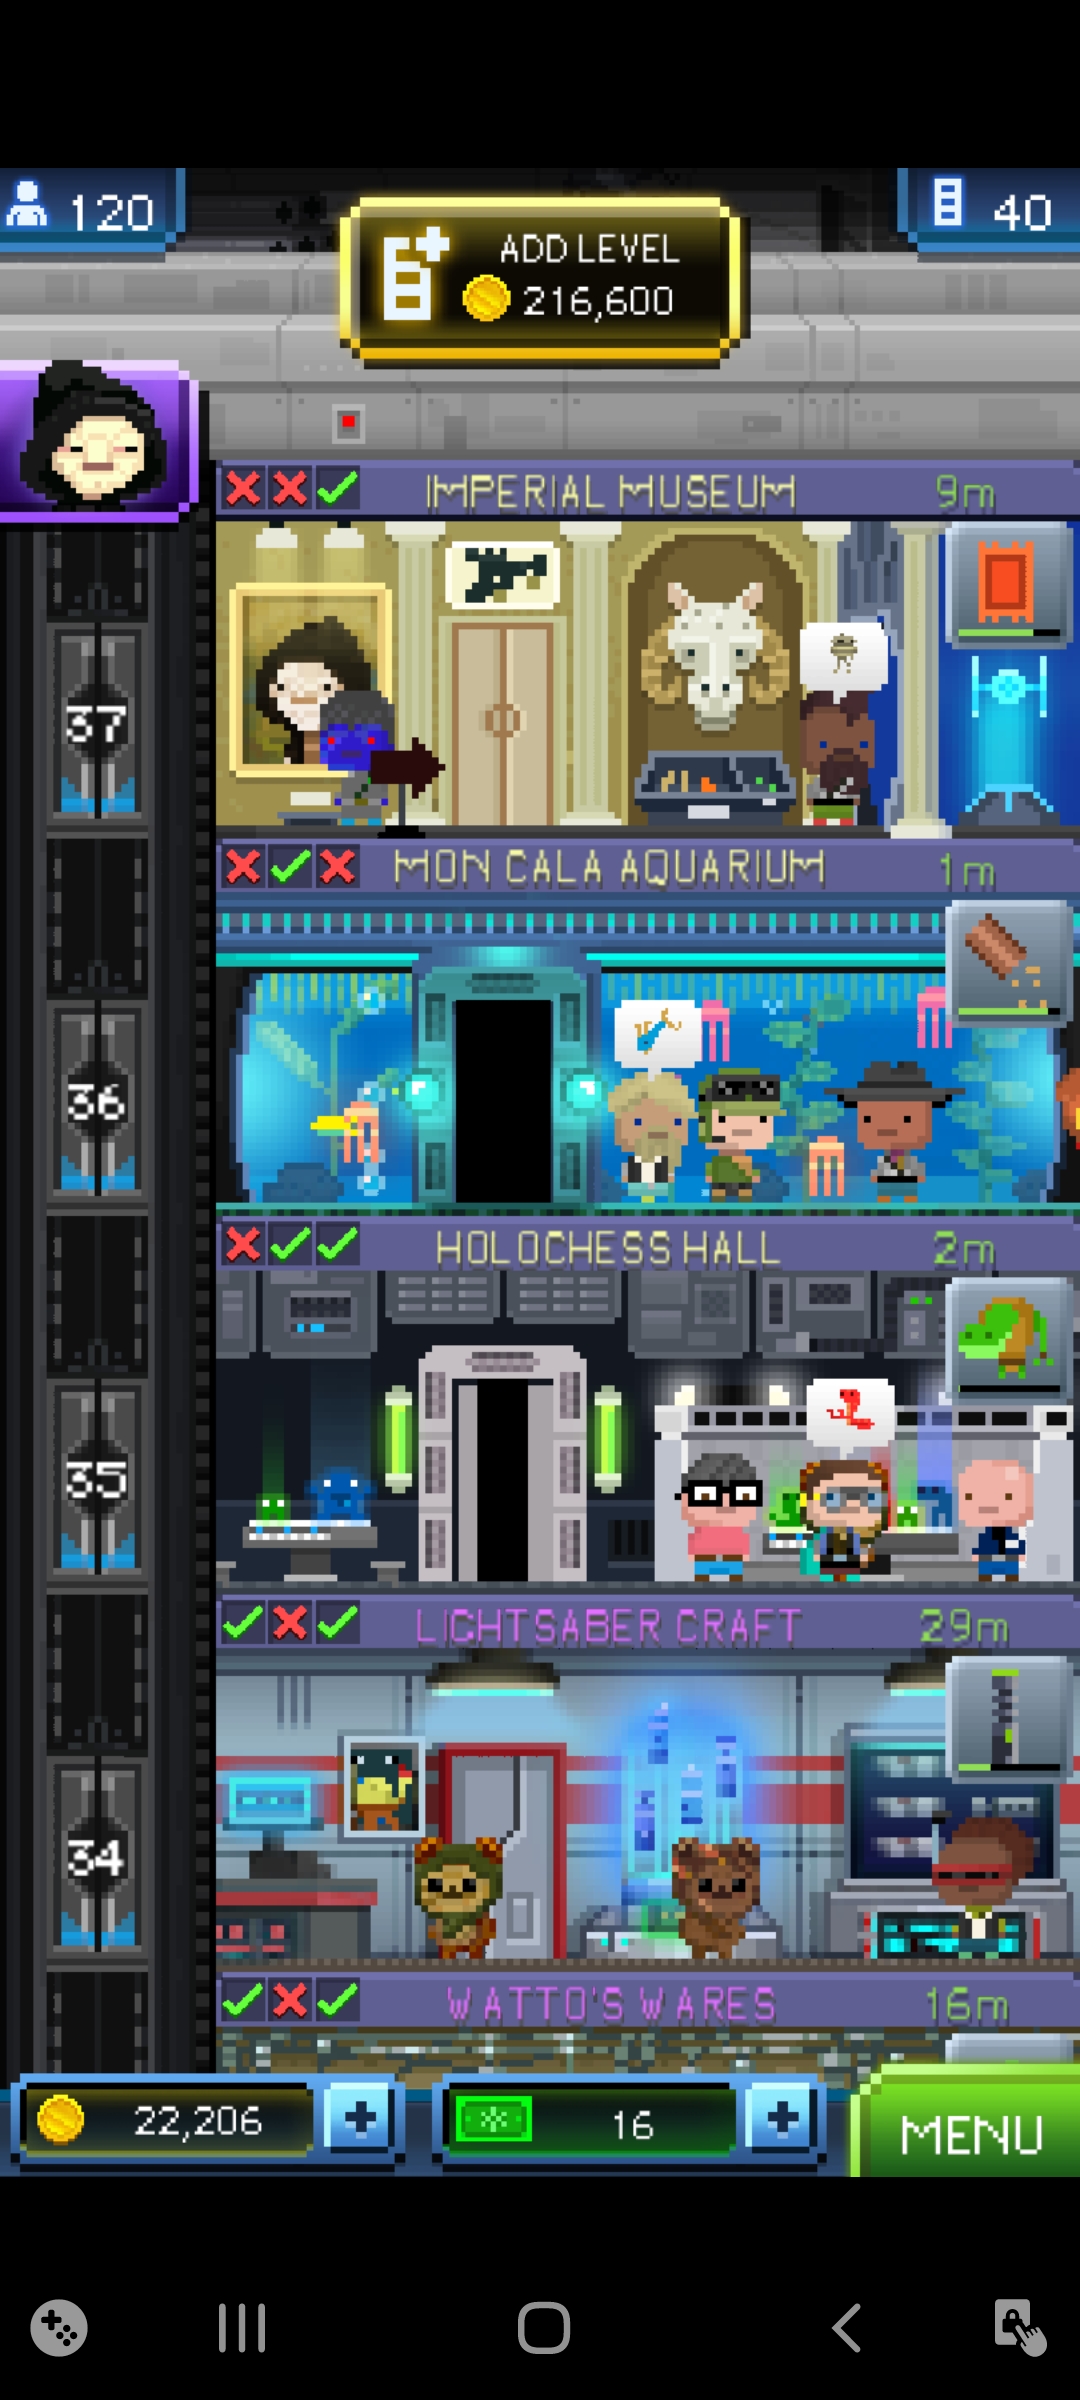 120
ADD LEVEL
216,600
40
IMPERIAL MUSEUM 9m
37
MON CALA AQUARIUM 1m
36
HOLOCHESS HALL 2m
35
LIGHTSABER CRAFT 29m
34
WATTO'S WARES 16m
22,206
16
MENU